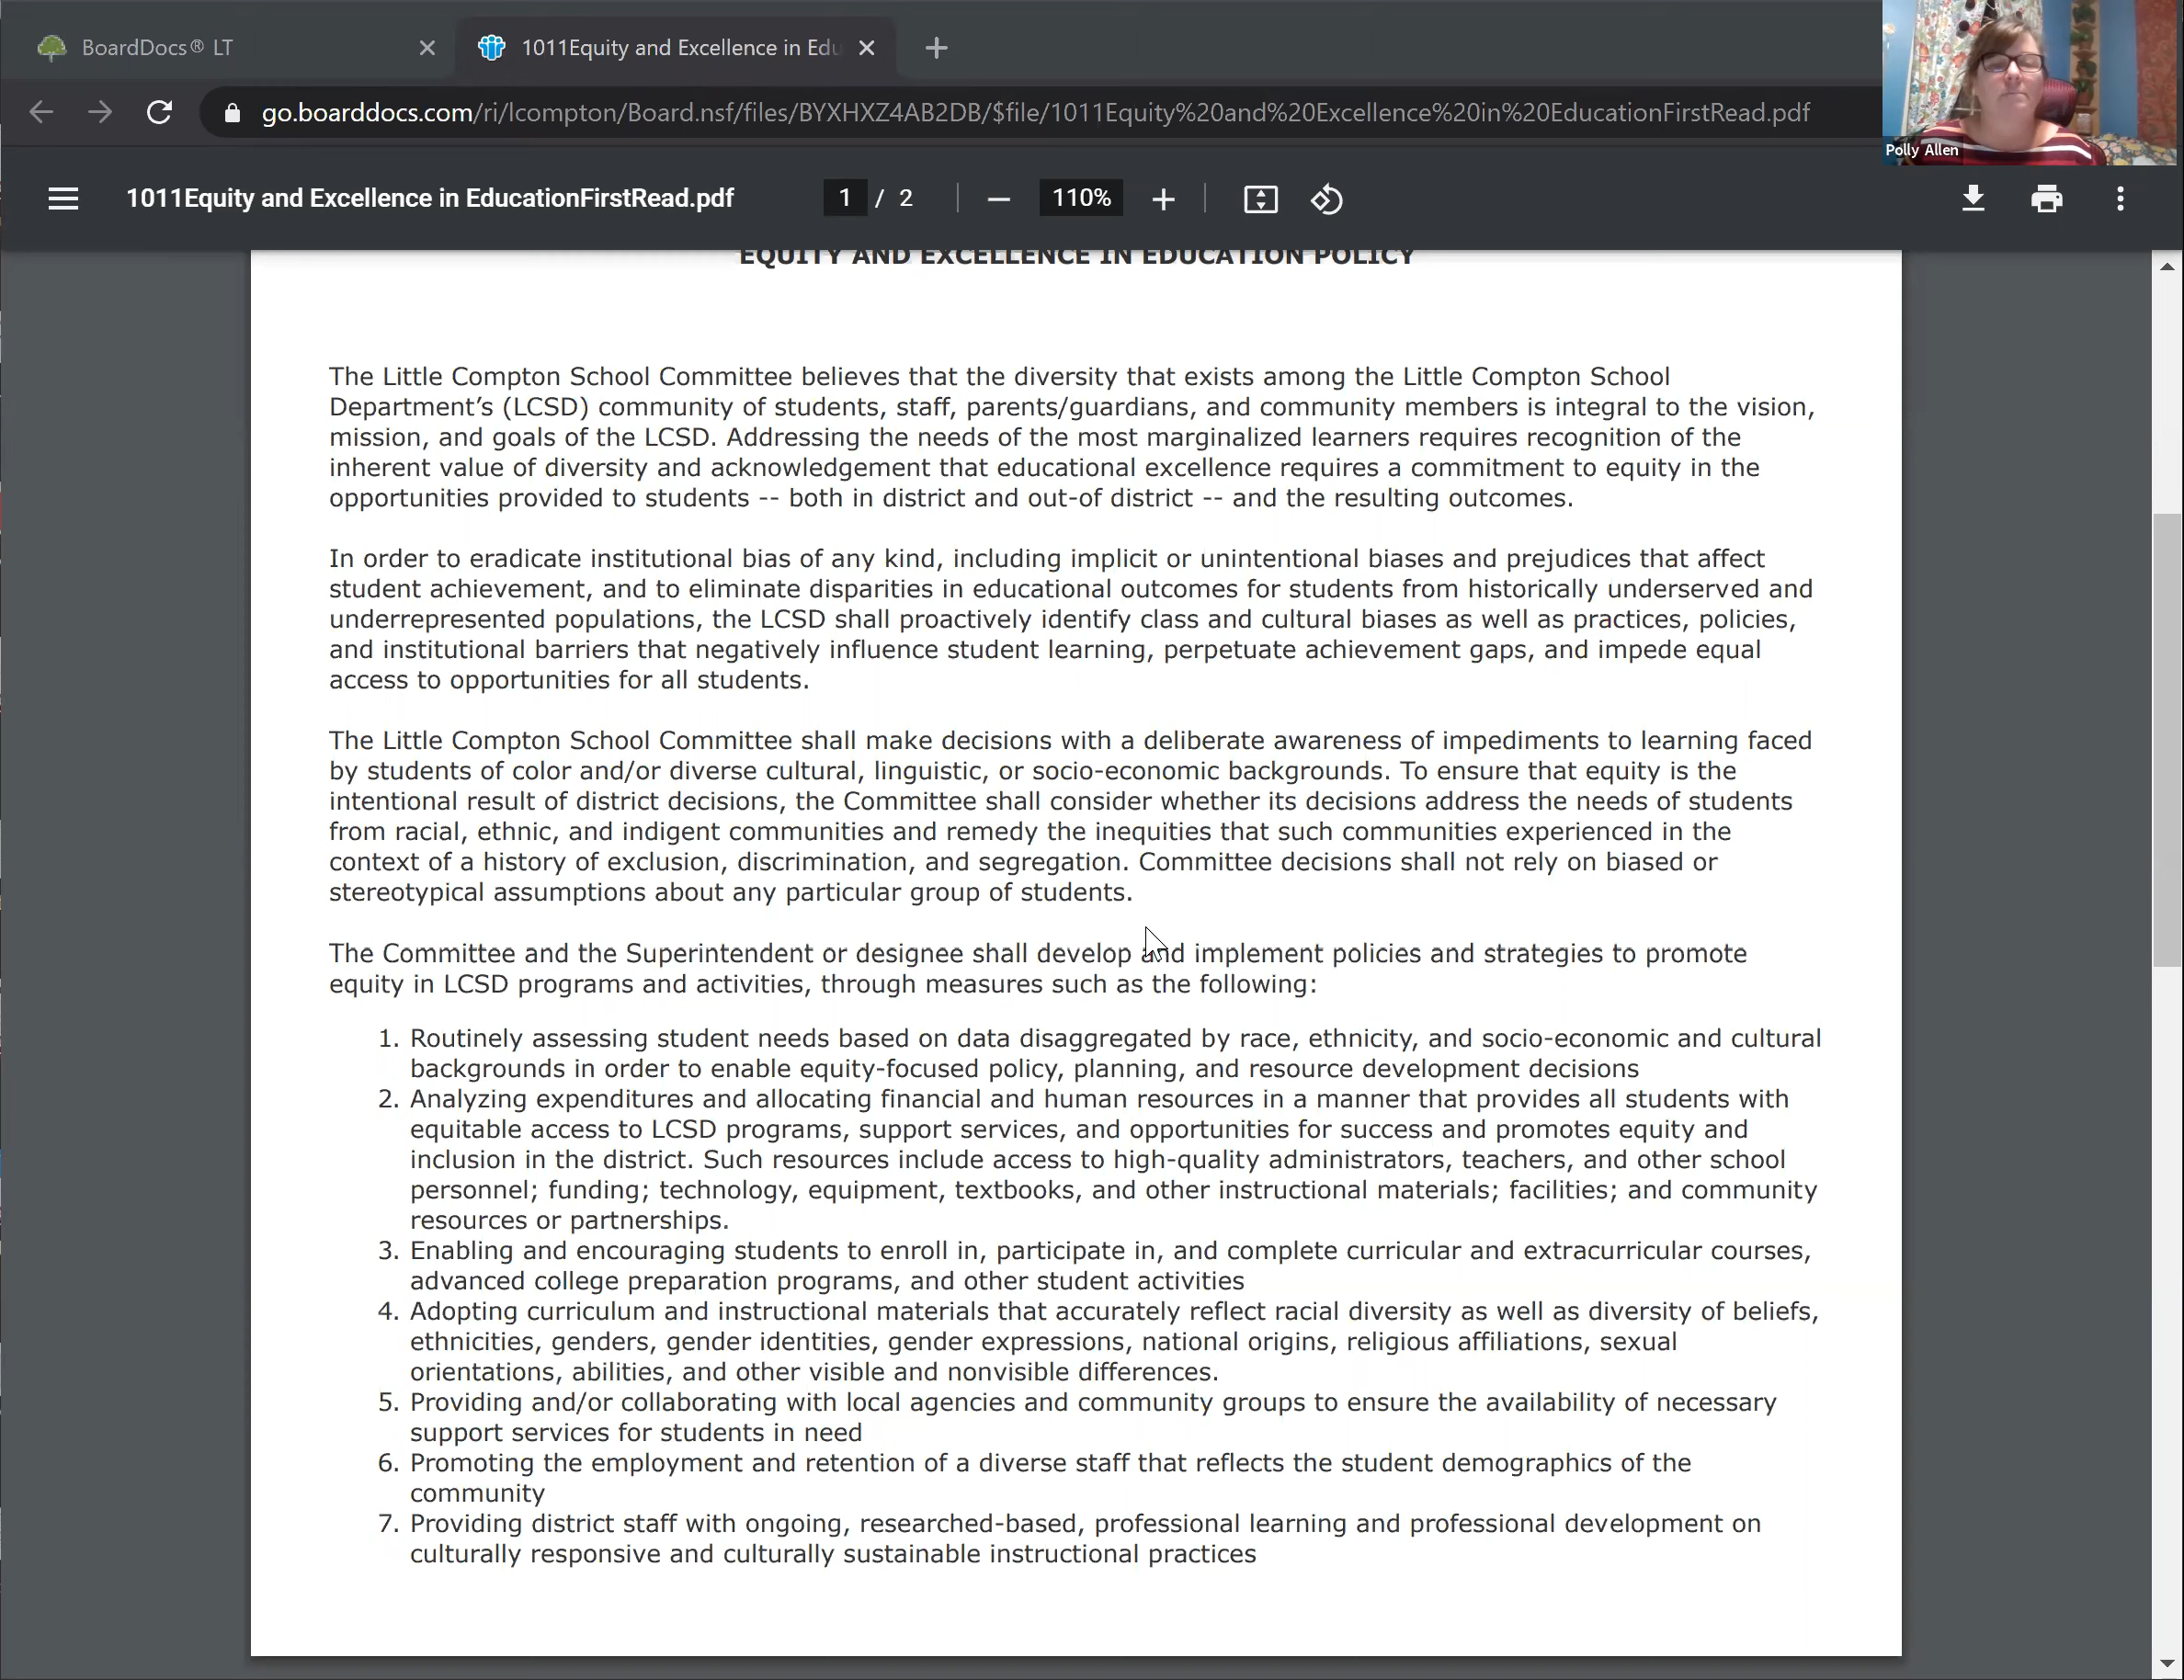 BoardDocs® LT
1011Equity and Excellence in Edu
go.boarddocs.com/ri/lcompton/Board.nsf/files/BYXHXZ4AB2DB/$file/1011Equity%20and%20Excellence%20in%20EducationFirstRead.pdf
Polly Allen
1011Equity and Excellence in EducationFirstRead.pdf 1 / 2 110%
EQUITY AND EXCELLENCE IN EDUCATION POLICY
The Little Compton School Committee believes that the diversity that exists among the Little Compton School
Department’s (LCSD) community of students, staff, parents/guardians, and community members is integral to the vision,
mission, and goals of the LCSD. Addressing the needs of the most marginalized learners requires recognition of the
inherent value of diversity and acknowledgement that educational excellence requires a commitment to equity in the
opportunities provided to students -- both in district and out-of district -- and the resulting outcomes.
In order to eradicate institutional bias of any kind, including implicit or unintentional biases and prejudices that affect
student achievement, and to eliminate disparities in educational outcomes for students from historically underserved and
underrepresented populations, the LCSD shall proactively identify class and cultural biases as well as practices, policies,
and institutional barriers that negatively influence student learning, perpetuate achievement gaps, and impede equal
access to opportunities for all students.
The Little Compton School Committee shall make decisions with a deliberate awareness of impediments to learning faced
by students of color and/or diverse cultural, linguistic, or socio-economic backgrounds. To ensure that equity is the
intentional result of district decisions, the Committee shall consider whether its decisions address the needs of students
from racial, ethnic, and indigent communities and remedy the inequities that such communities experienced in the
context of a history of exclusion, discrimination, and segregation. Committee decisions shall not rely on biased or
stereotypical assumptions about any particular group of students.
The Committee and the Superintendent or designee shall develop and implement policies and strategies to promote
equity in LCSD programs and activities, through measures such as the following:
1. Routinely assessing student needs based on data disaggregated by race, ethnicity, and socio-economic and cultural
backgrounds in order to enable equity-focused policy, planning, and resource development decisions
2. Analyzing expenditures and allocating financial and human resources in a manner that provides all students with
equitable access to LCSD programs, support services, and opportunities for success and promotes equity and
inclusion in the district. Such resources include access to high-quality administrators, teachers, and other school
personnel; funding; technology, equipment, textbooks, and other instructional materials; facilities; and community
resources or partnerships.
3. Enabling and encouraging students to enroll in, participate in, and complete curricular and extracurricular courses,
advanced college preparation programs, and other student activities
4. Adopting curriculum and instructional materials that accurately reflect racial diversity as well as diversity of beliefs,
ethnicities, genders, gender identities, gender expressions, national origins, religious affiliations, sexual
orientations, abilities, and other visible and nonvisible differences.
5. Providing and/or collaborating with local agencies and community groups to ensure the availability of necessary
support services for students in need
6. Promoting the employment and retention of a diverse staff that reflects the student demographics of the
community
7. Providing district staff with ongoing, researched-based, professional learning and professional development on
culturally responsive and culturally sustainable instructional practices